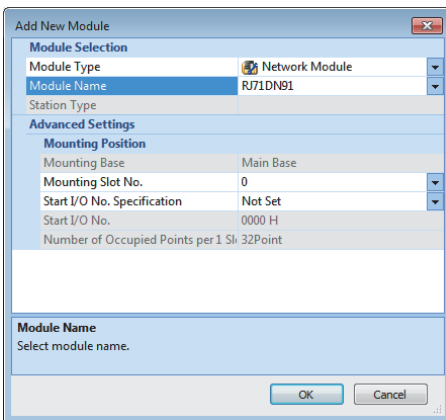 Add New Module
Module Selection
Module Type Network Module
Module Name RJ71DN91
Station Type
Advanced Settings
Mounting Position
Mounting Base Main Base
Mounting Slot No. 0
Start I/O No. Specification Not Set
Start I/O No. 0000 H
Number of Occupied Points per 1 Sl 32Point
Module Name
Select module name.
OK Cancel